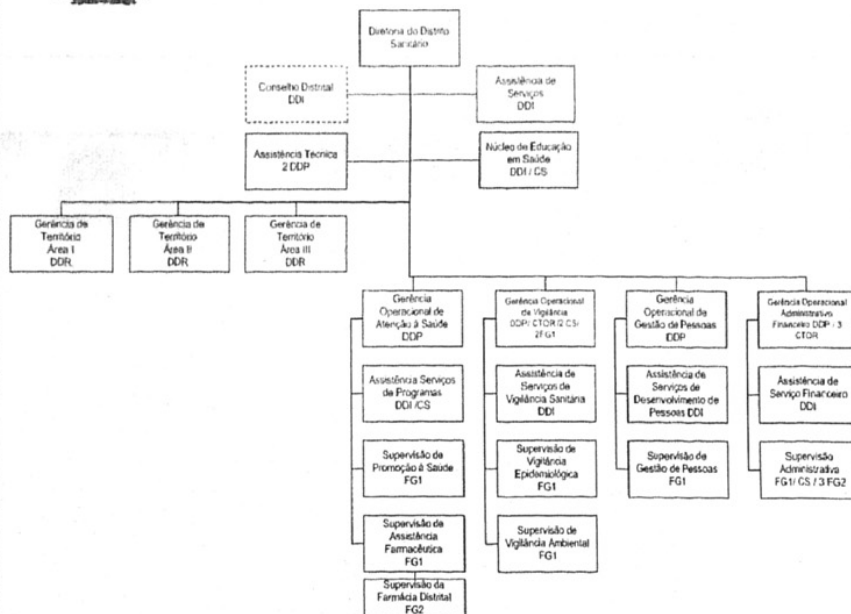 Diretoria do Distrito
Sanitário
Conselho Distrital
DDI
Assistência de
Serviços
DDI
Assistência Técnica
2 DDP
Núcleo de Educação
em Saúde
DDI / CS
Gerência de
Território
Área I
DDR
Gerência de
Território
Área II
DDR
Gerência de
Território
Área III
DDR
Gerência
Operacional de
Atenção à Saúde
DDP
Gerência Operacional
de Vigilância
DDP/ CTDR/2 CS/
2FG1
Gerência
Operacional de
Gestão de Pessoas
DDP
Gerência Operacional
Administrativo
Financeiro DDP / 3
CTDR
Assistência Serviços
de Programas
DDI /CS
Assistência de
Serviços de
Vigilância Sanitária
DDI
Assistência de
Serviços de
Desenvolvimento de
Pessoas DDI
Assistência de
Serviço Financeiro
DDI
Supervisão de
Promoção à Saúde
FG1
Supervisão de
Vigilância
Epidemiológica
FG1
Supervisão de
Gestão de Pessoas
FG1
Supervisão
Administrativa
FG1/ CS / 3 FG2
Supervisão de
Assistência
Farmacêutica
FG1
Supervisão de
Vigilância Ambiental
FG1
Supervisão da
Farmácia Distrital
FG2